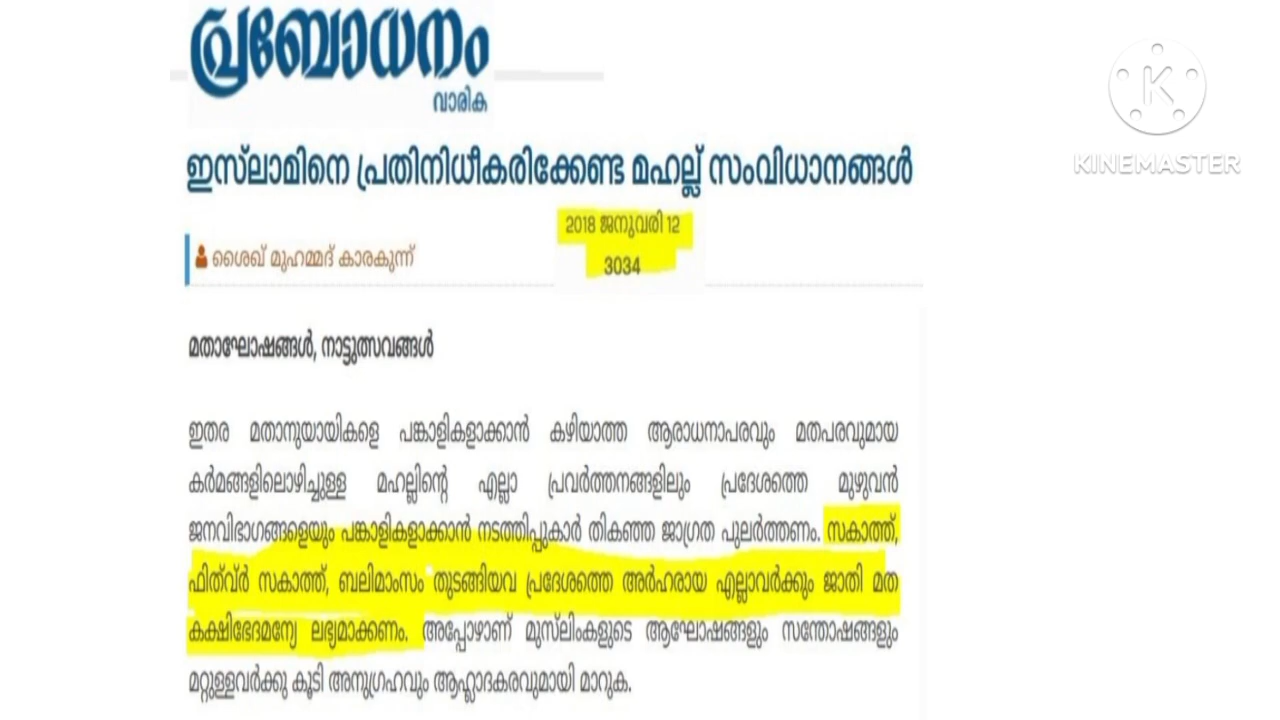 പ്രബോധനം
വാരിക
KINEMASTER
ഇസ്‌ലാമിനെ പ്രതിനിധീകരിക്കേണ്ട മഹല്ല് സംവിധാനങ്ങൾ
2018 ജനുവരി 12
3034
ശൈഖ് മുഹമ്മദ് കാരകുന്ന്
മതാഘോഷങ്ങൾ, നാട്ടുത്സവങ്ങൾ
ഇതര മതാനുയായികളെ പങ്കാളികളാക്കാൻ കഴിയാത്ത ആരാധനാപരവും മതപരവുമായ
കർമങ്ങളിലൊഴിച്ചുള്ള മഹല്ലിന്റെ എല്ലാ പ്രവർത്തനങ്ങളിലും പ്രദേശത്തെ മുഴുവൻ
ജനവിഭാഗങ്ങളെയും പങ്കാളികളാക്കാൻ നടത്തിപ്പുകാർ തികഞ്ഞ ജാഗ്രത പുലർത്തണം. സകാത്ത്,
ഫിത്വ്ർ സകാത്ത്, ബലിമാംസം തുടങ്ങിയവ പ്രദേശത്തെ അർഹരായ എല്ലാവർക്കും ജാതി മത
കക്ഷിഭേദമന്യേ ലഭ്യമാക്കണം. അപ്പോഴാണ് മുസ്‌ലിംകളുടെ ആഘോഷങ്ങളും സന്തോഷങ്ങളും
മറ്റുള്ളവർക്കു കൂടി അനുഗ്രഹവും ആഹ്ലാദകരവുമായി മാറുക.